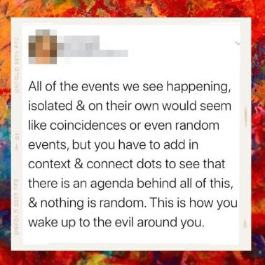 All of the events we see happening,
isolated & on their own would seem
like coincidences or even random
events, but you have to add in
context & connect dots to see that
there is an agenda behind all of this,
& nothing is random. This is how you
wake up to the evil around you.